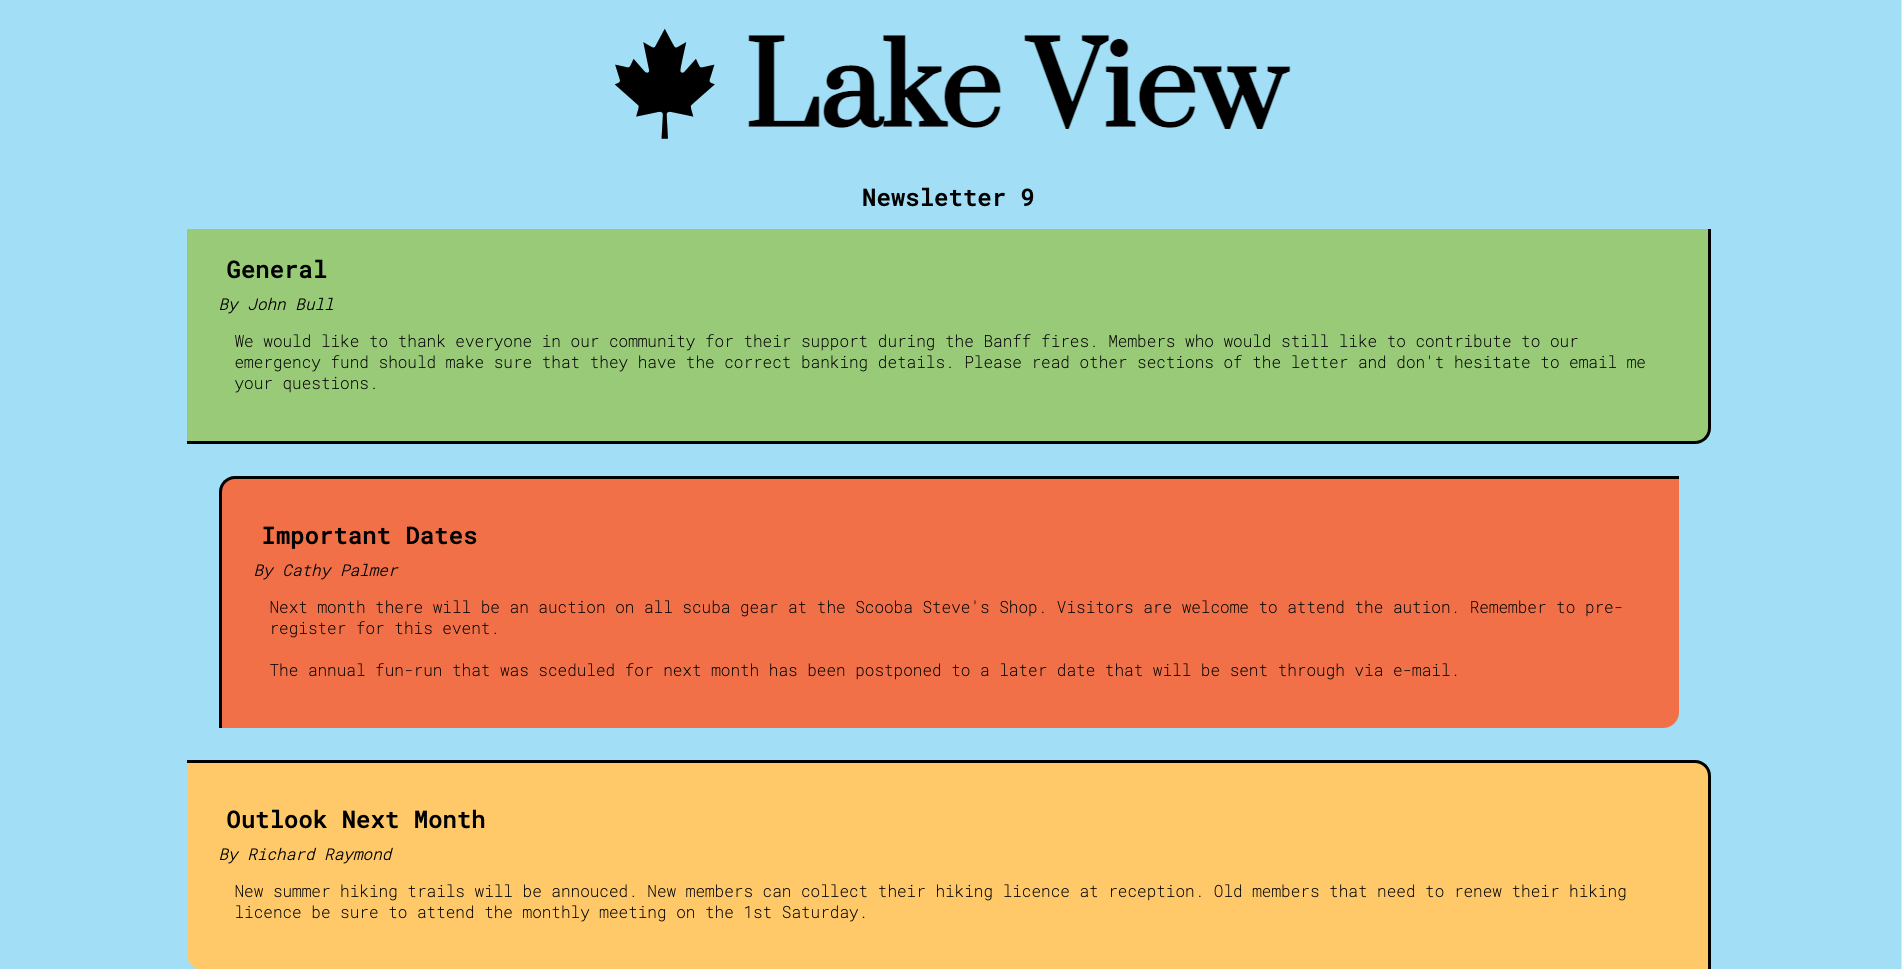 Lake View
Newsletter 9
General
By John Bull
We would like to thank everyone in our community for their support during the Banff fires. Members who would still like to contribute to our
emergency fund should make sure that they have the correct banking details. Please read other sections of the letter and don't hesitate to email me
your questions.
Important Dates
By Cathy Palmer
Next month there will be an auction on all scuba gear at the Scooba Steve's Shop. Visitors are welcome to attend the aution. Remember to pre-
register for this event.
The annual fun-run that was sceduled for next month has been postponed to a later date that will be sent through via e-mail.
Outlook Next Month
By Richard Raymond
New summer hiking trails will be annouced. New members can collect their hiking licence at reception. Old members that need to renew their hiking
licence be sure to attend the monthly meeting on the 1st Saturday.